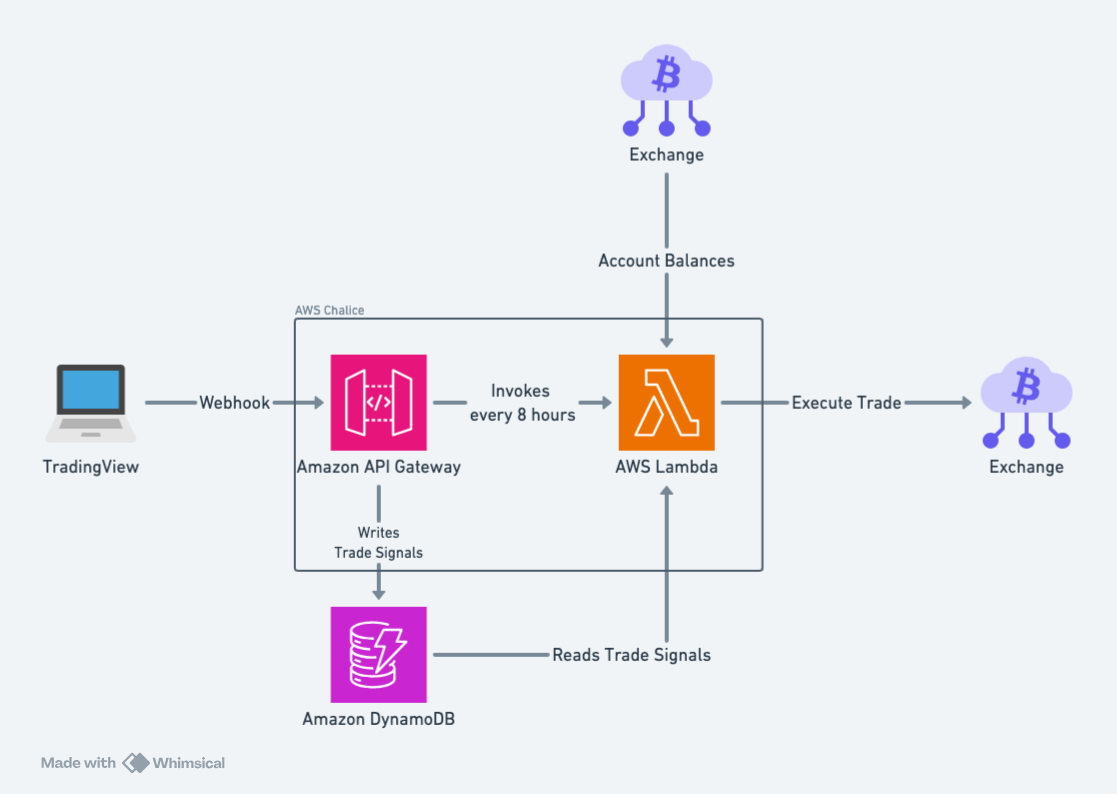 Exchange
Account Balances
AWS Chalice
Webhook
Invokes
every 8 hours
Execute Trade
TradingView
Amazon API Gateway
AWS Lambda
Exchange
Writes
Trade Signals
Reads Trade Signals
Amazon DynamoDB
Made with Whimsical